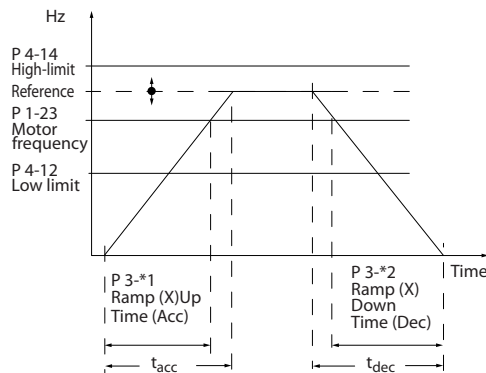 Hz
P 4-14
High-limit
Reference
P 1-23
Motor
frequency
P 4-12
Low limit
Time
P 3-*1
Ramp (X)Up
Time (Acc)
P 3-*2
Ramp (X)
Down
Time (Dec)
tacc
tdec